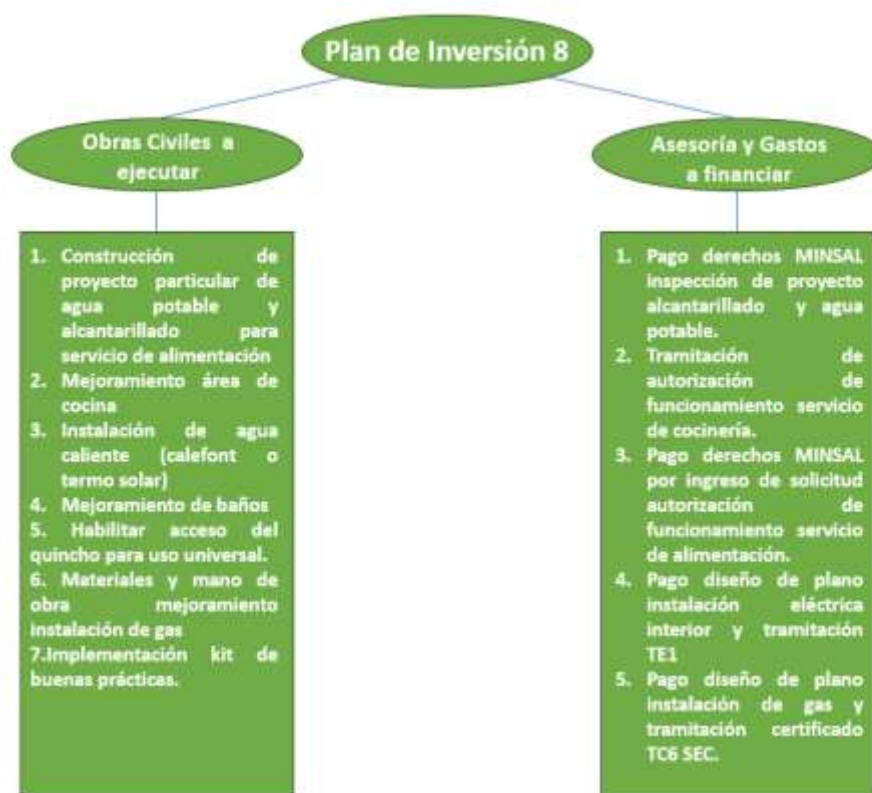 Plan de Inversión 8
Obras Civiles a
ejecutar
1. Construcción de
proyecto particular de
agua potable y
alcantarillado para
servicio de alimentación
2. Mejoramiento área de
cocina
3. Instalación de agua
caliente (calefont o
termo solar)
4. Mejoramiento de baños
5. Habilitar acceso del
quincho para uso universal.
6. Materiales y mano de
obra mejoramiento
instalación de gas
7.Implementación kit de
buenas prácticas.
Asesoría y Gastos
a financiar
1. Pago derechos MINSAL
inspección de proyecto
alcantarillado y agua
potable.
2. Tramitación de
autorización de
funcionamiento servicio
de cocinería.
3. Pago derechos MINSAL
por ingreso de solicitud
autorización de
funcionamiento servicio
de alimentación.
4. Pago diseño de plano
instalación eléctrica
interior y tramitación
TE1
5. Pago diseño de plano
instalación de gas y
tramitación certificado
TC6 SEC.